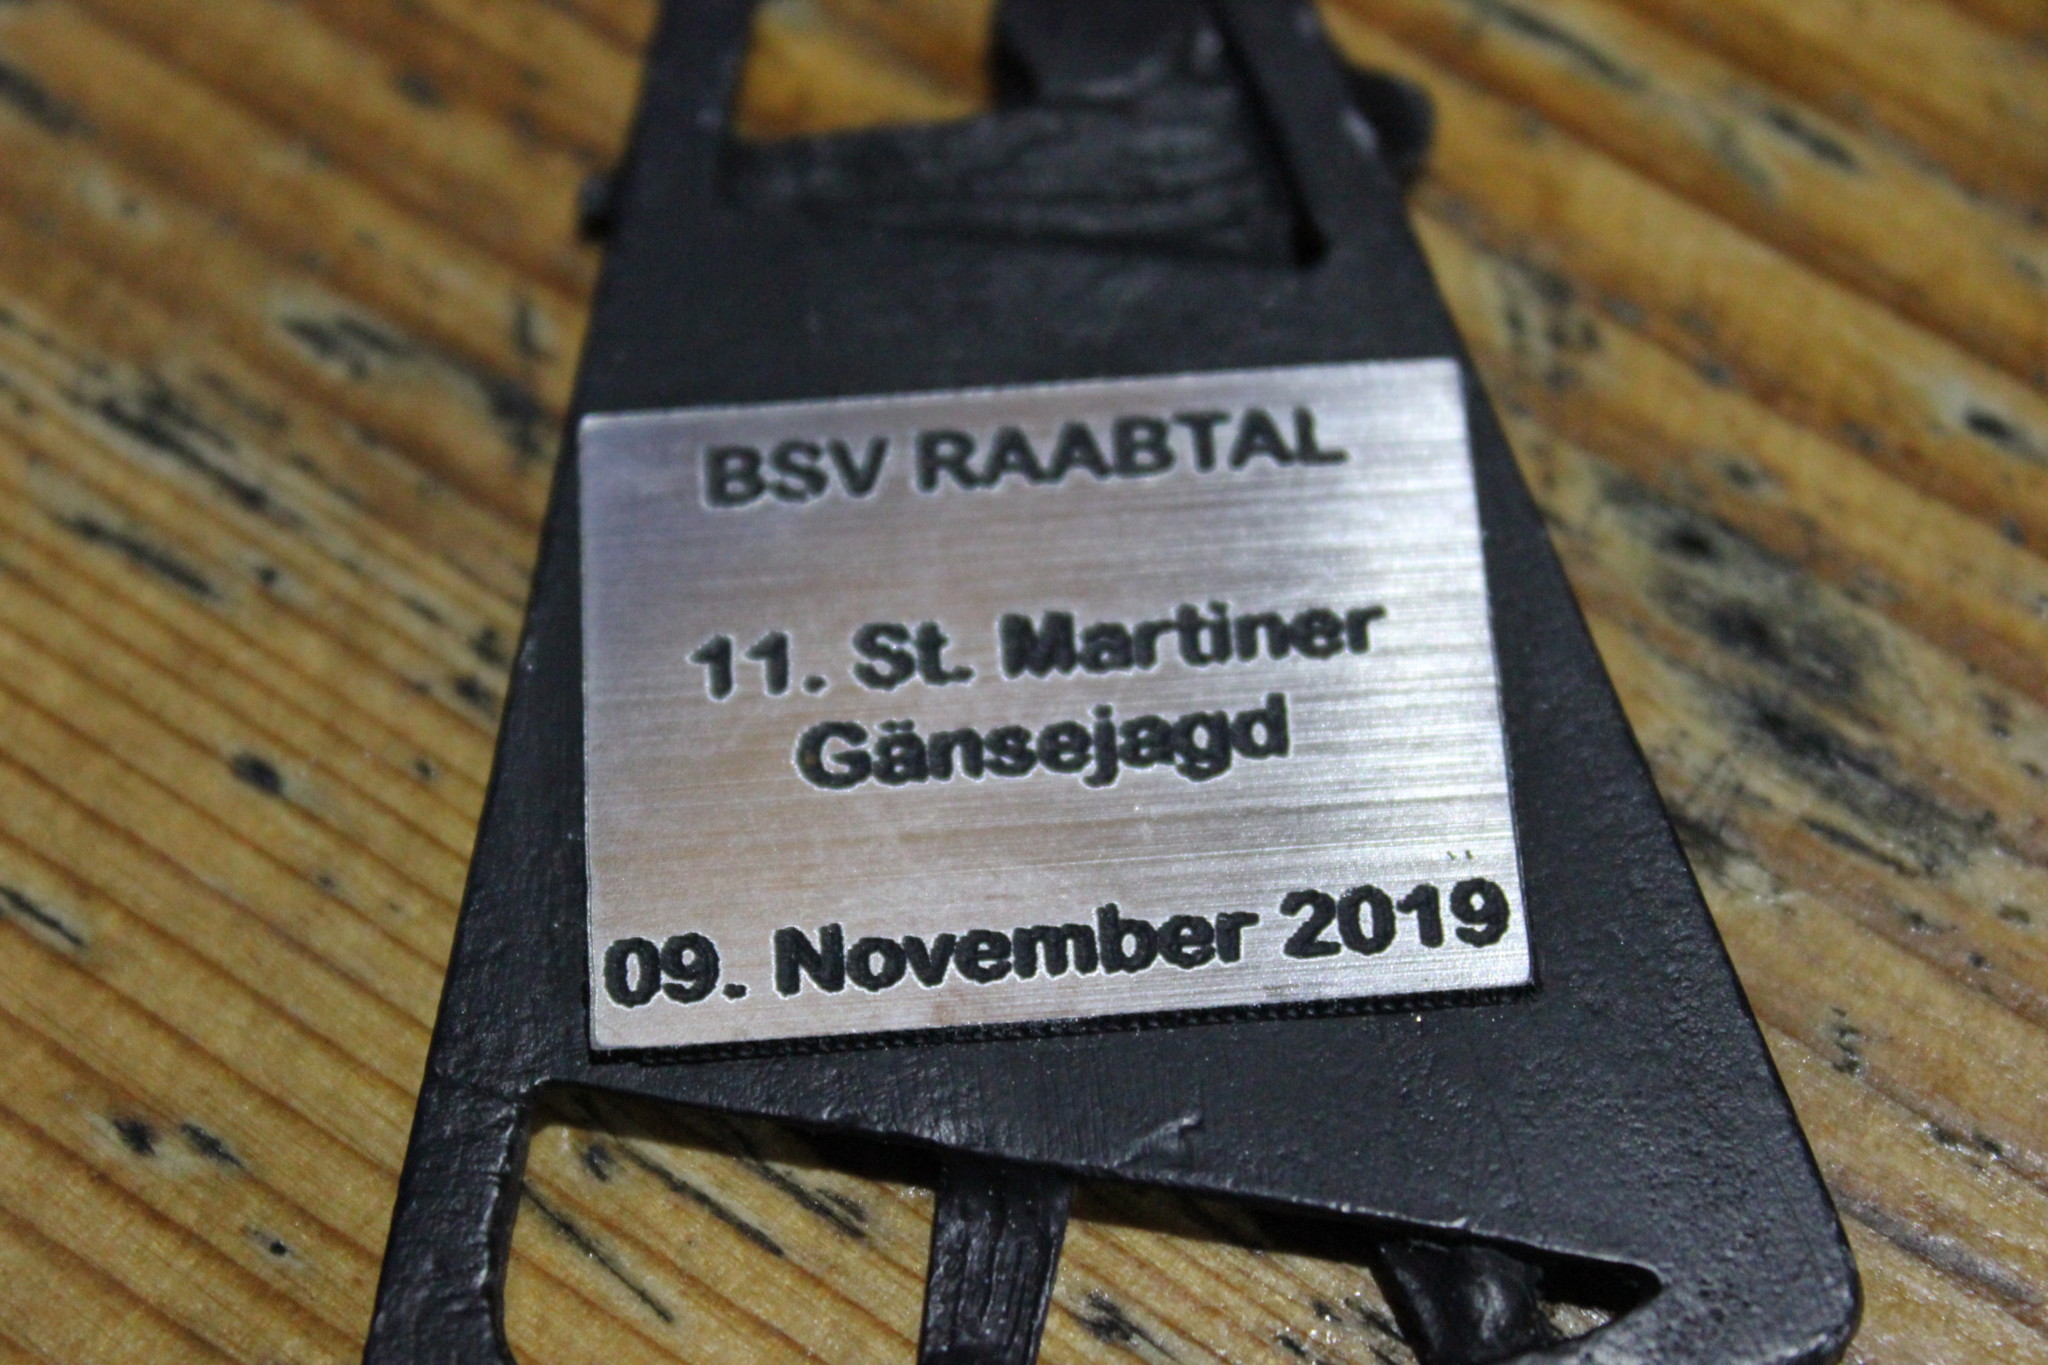 BSV RAABTAL
11. St. Martiner
Gänsejagd
09. November 2019